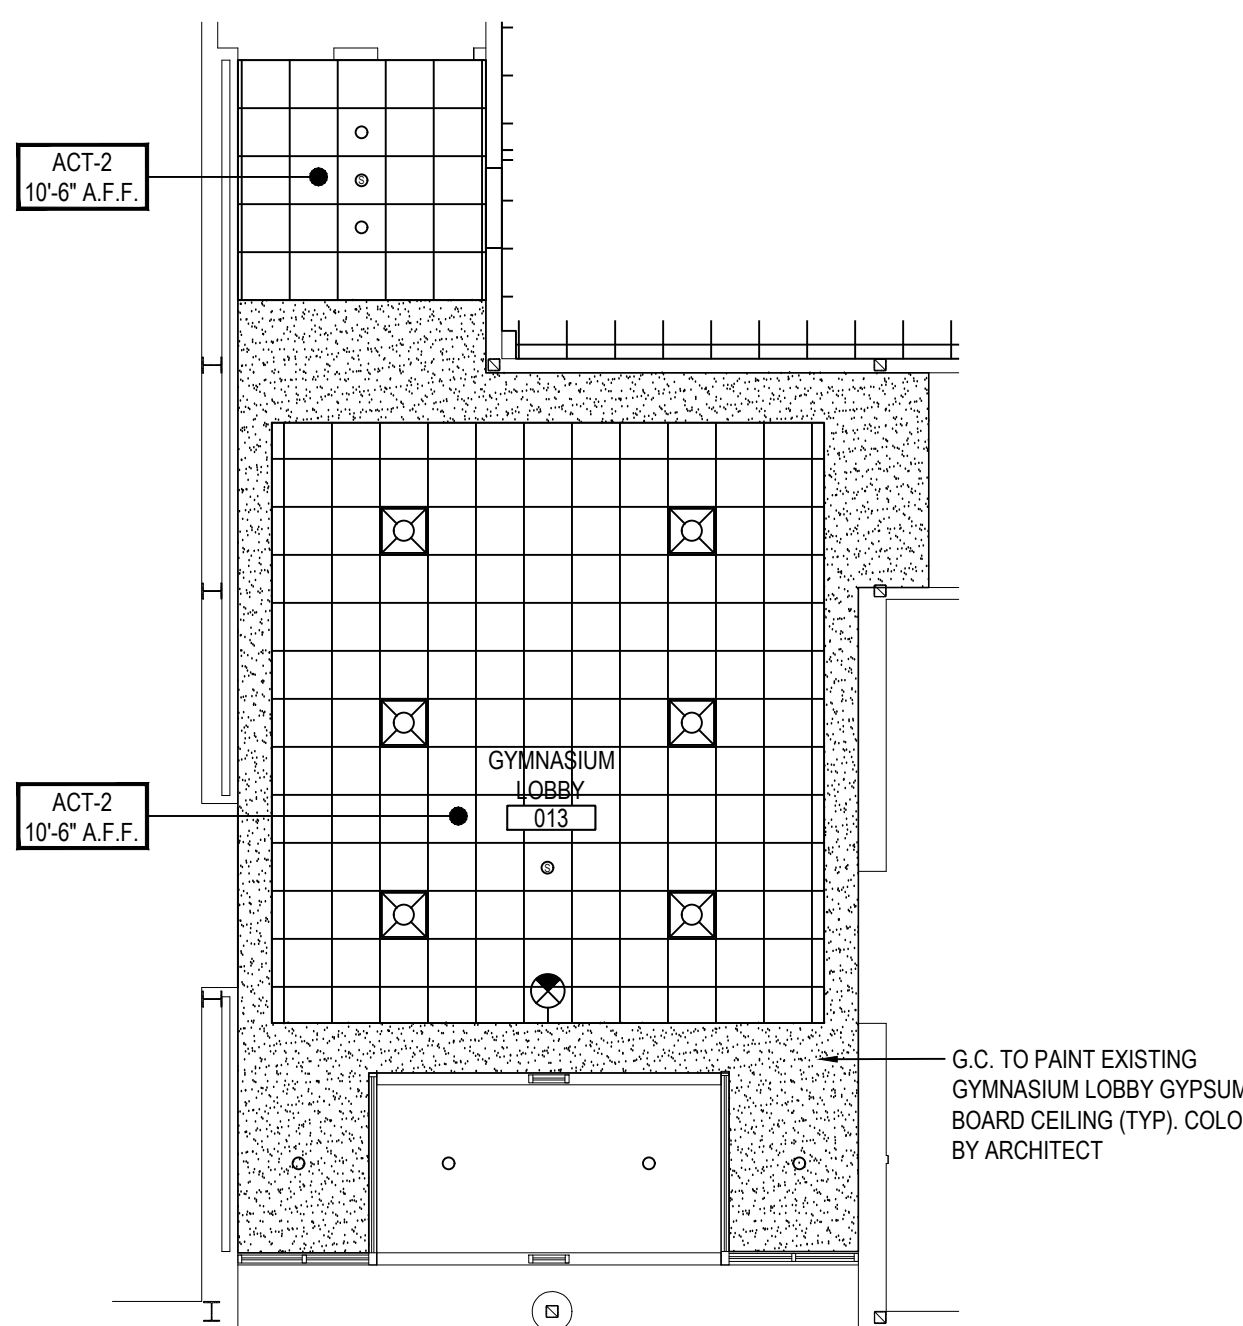 ACT-2
10'-6" A.F.F.
S
GYMNASIUM
LOBBY
013
ACT-2
10'-6" A.F.F.
S
G.C. TO PAINT EXISTING
GYMNASIUM LOBBY GYPSUM
BOARD CEILING (TYP). COLO
BY ARCHITECT